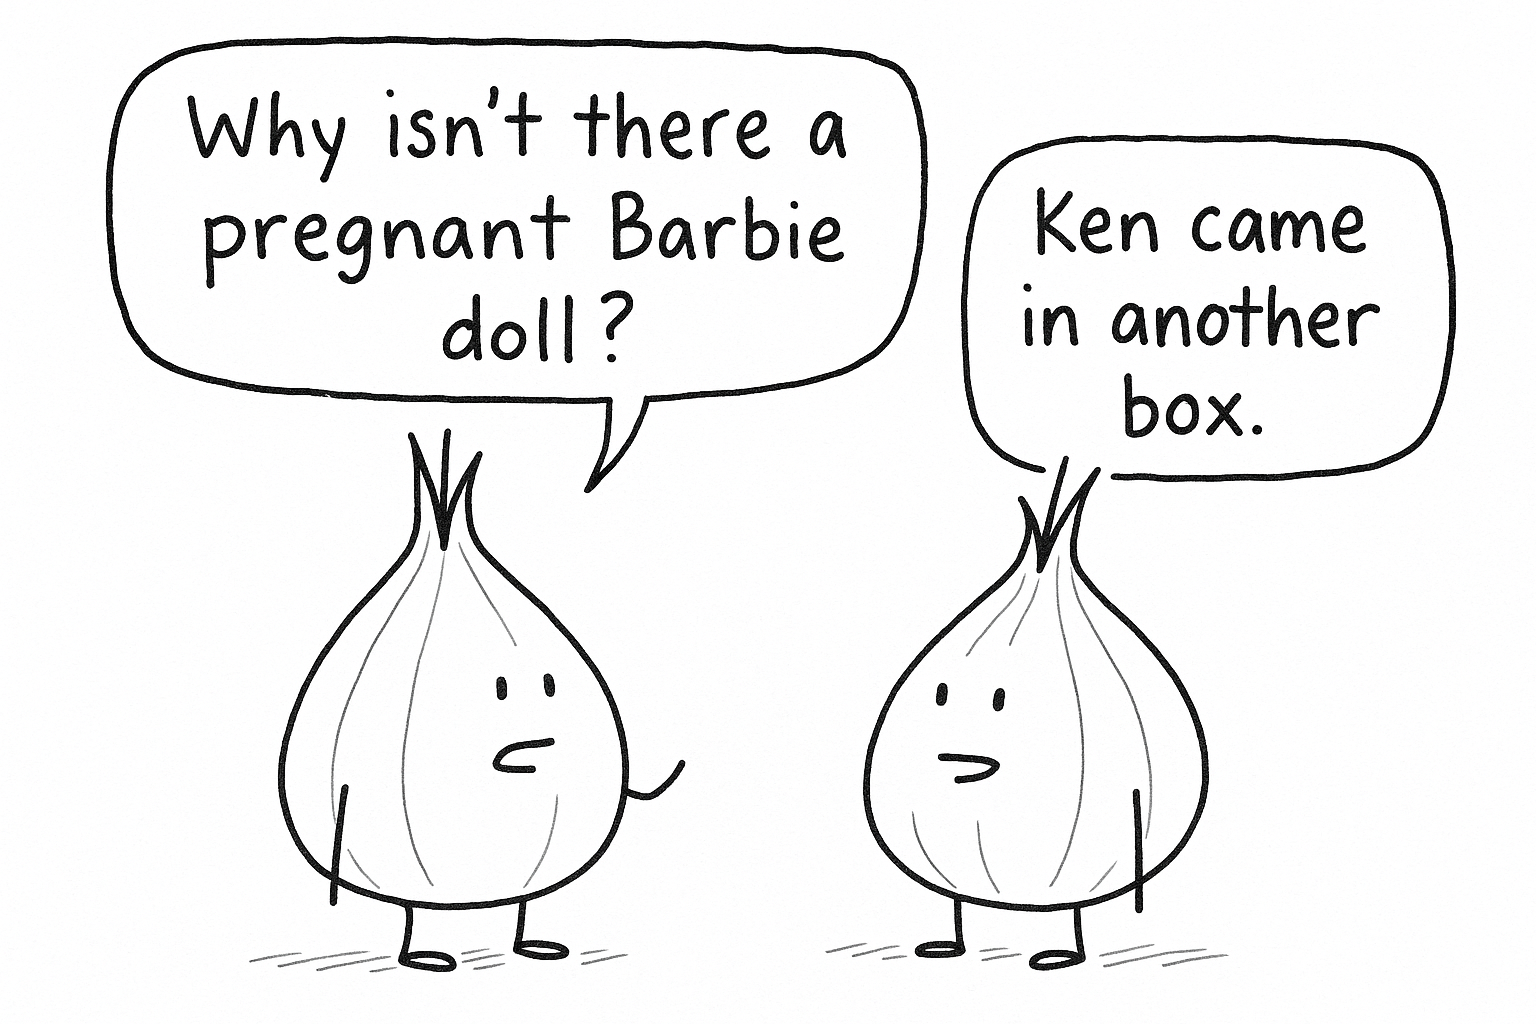 Why isn't there a
pregnant Barbie
doll?
Ken came
in another
box.